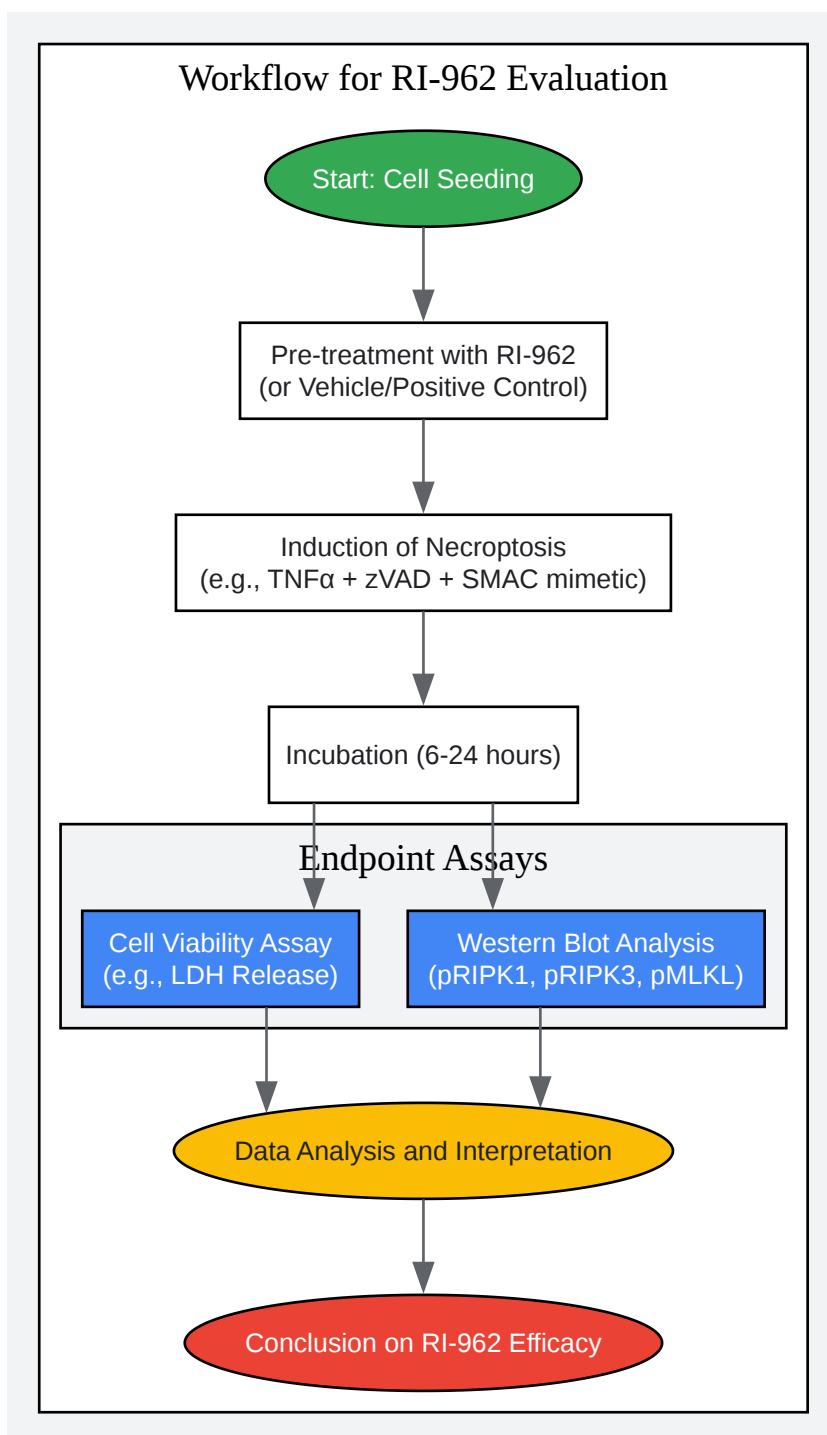 Workflow for RI-962 Evaluation
Start: Cell Seeding
Pre-treatment with RI-962
(or Vehicle/Positive Control)
Induction of Necroptosis
(e.g., TNFα + zVAD + SMAC mimetic)
Incubation (6-24 hours)
Endpoint Assays
Cell Viability Assay
(e.g., LDH Release)
Western Blot Analysis
(pRIPK1, pRIPK3, pMLKL)
Data Analysis and Interpretation
Conclusion on RI-962 Efficacy